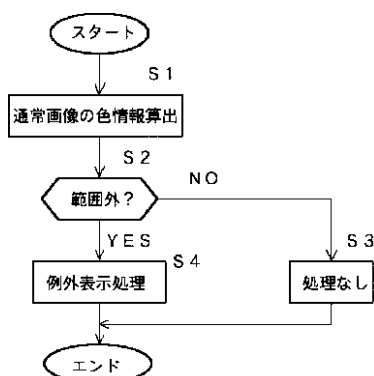 スタート
S1
通常画像の色情報算出
S2
範囲外?
NO
YES
S3
S4
例外表示処理
処理なし
エンド